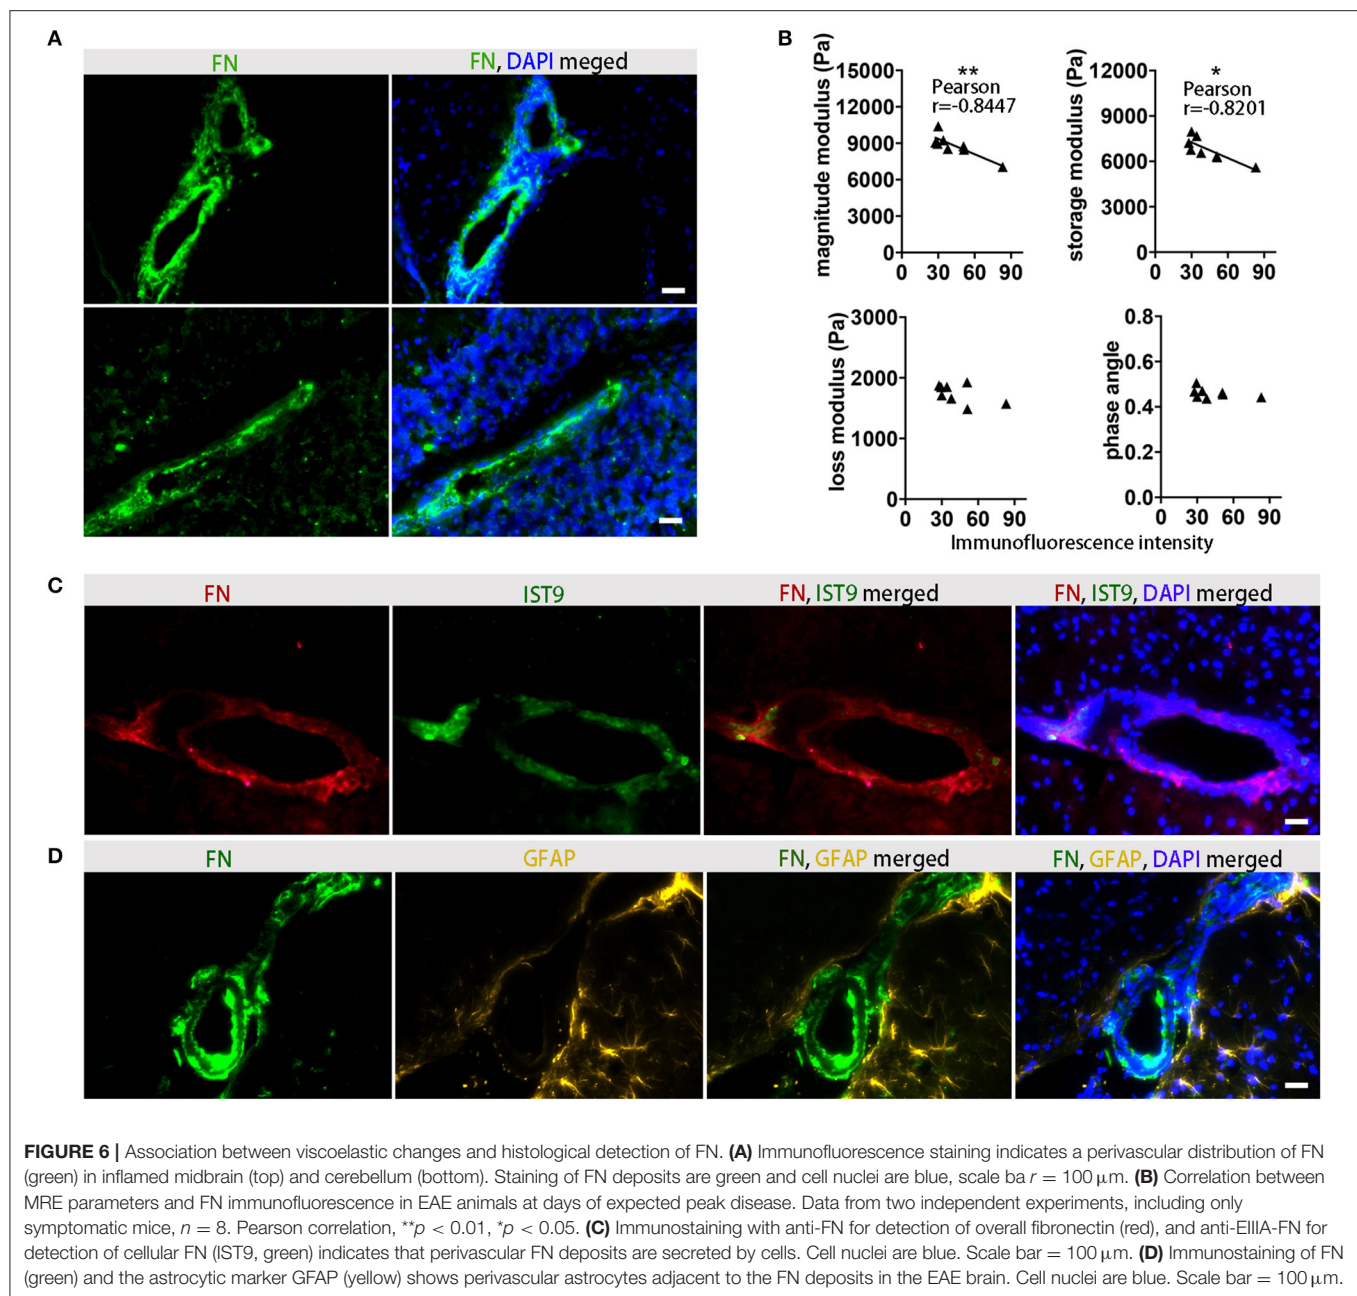 A
FN
FN, DAPI meged
B
magnitude modulus (Pa)
15000
12000
9000
6000
3000
0
**
Pearson
r=-0.8447
0 30 60 90
storage modulus (Pa)
12000
9000
6000
3000
0
*
Pearson
r=-0.8201
0 30 60 90
loss modulus (Pa)
3000
2000
1000
0
0 30 60 90
phase angle
0.8
0.6
0.4
0.2
0.0
0 30 60 90
Immunofluorescence intensity
C
FN
IST9
FN, IST9 merged
FN, IST9, DAPI merged
D
FN
GFAP
FN, GFAP merged
FN, GFAP, DAPI merged
FIGURE 6 | Association between viscoelastic changes and histological detection of FN. (A) Immunofluorescence staining indicates a perivascular distribution of FN
(green) in inflamed midbrain (top) and cerebellum (bottom). Staining of FN deposits are green and cell nuclei are blue, scale ba r = 100 μm. (B) Correlation between
MRE parameters and FN immunofluorescence in EAE animals at days of expected peak disease. Data from two independent experiments, including only
symptomatic mice, n = 8. Pearson correlation, **p < 0.01, *p < 0.05. (C) Immunostaining with anti-FN for detection of overall fibronectin (red), and anti-EIIIA-FN for
detection of cellular FN (IST9, green) indicates that perivascular FN deposits are secreted by cells. Cell nuclei are blue. Scale bar = 100 μm. (D) Immunostaining of FN
(green) and the astrocytic marker GFAP (yellow) shows perivascular astrocytes adjacent to the FN deposits in the EAE brain. Cell nuclei are blue. Scale bar = 100 μm.